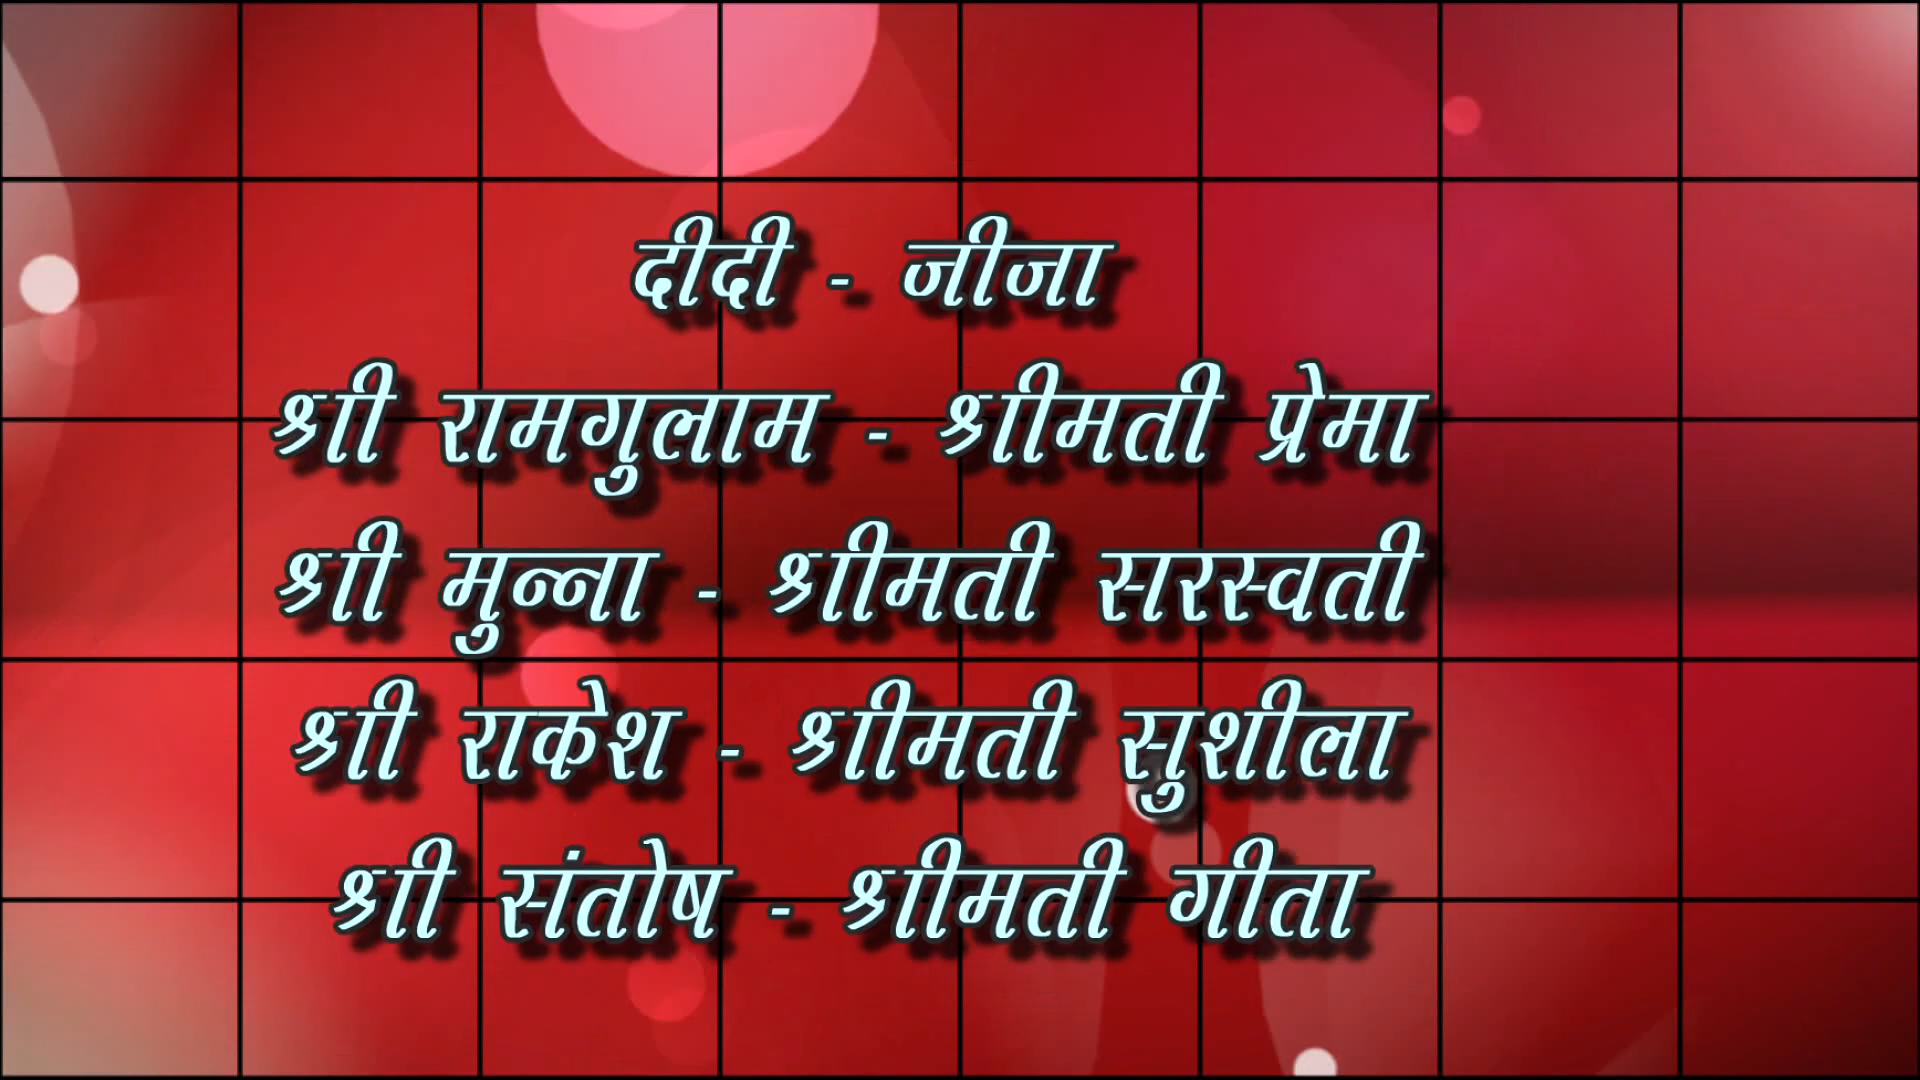 दीदी - जीजा
श्री रामगुलाम - श्रीमती प्रेमा
श्री मुन्ना - श्रीमती सरस्वती
श्री राकेश - श्रीमती सुशीला
श्री संतोष - श्रीमती गीता